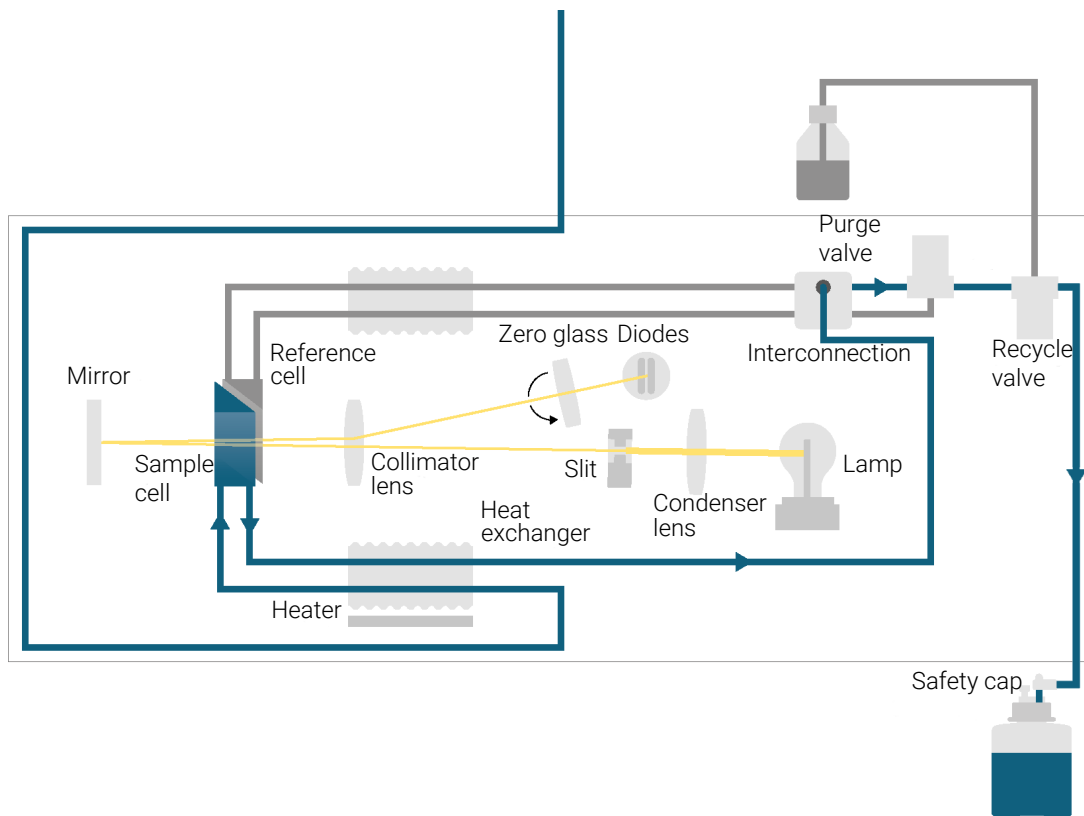 Purge
valve
Zero glass
Diodes
Interconnection
Reference
cell
Recycle
valve
Mirror
Sample
cell
Collimator
lens
Slit
Condenser
lens
Lamp
Heat
exchanger
Heater
Safety cap